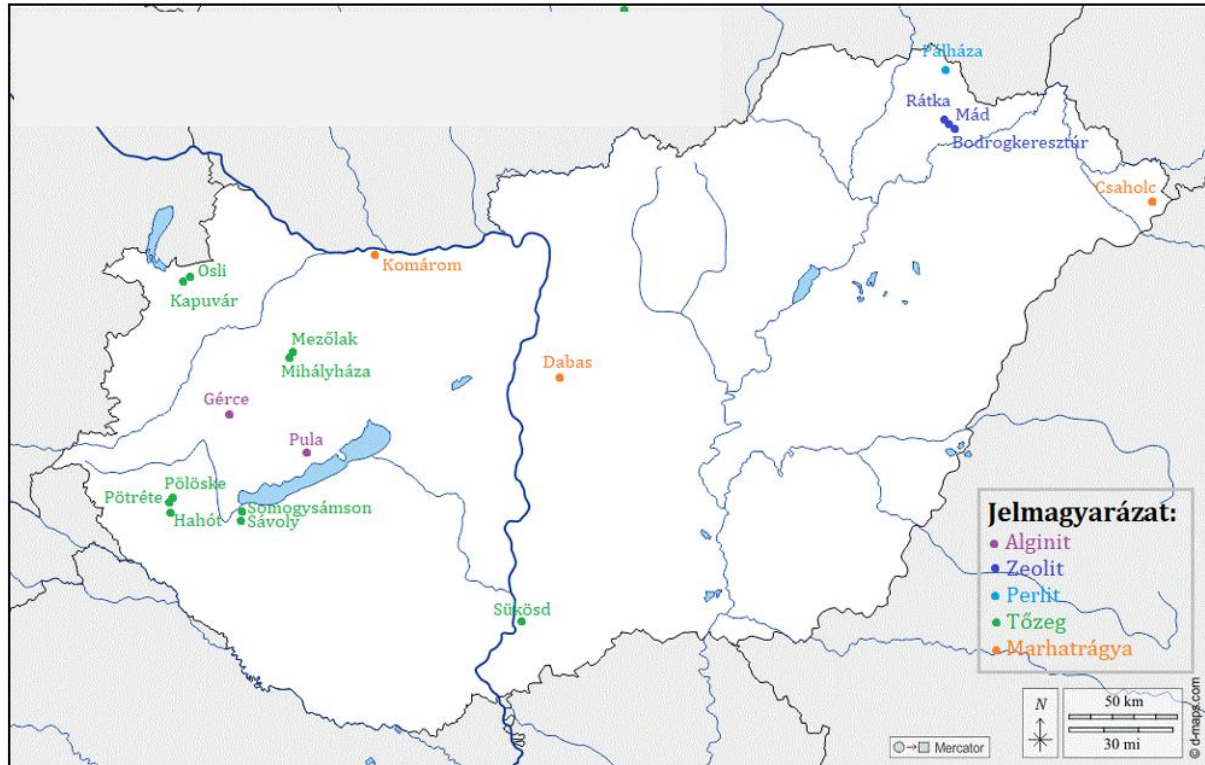 Pálháza
Rátka
Mád
Bodrogkeresztúr
Csaholc
Komárom
Osli
Kapuvár
Mezőlak
Mihályháza
Dabas
Gérce
Pula
Pölöske
Pötréte
Hahót
Somogysámson
Sávoly
Sükösd
Jelmagyarázat:
Alginit
Zeolit
Perlit
Tőzeg
Marhatrágya
N
50 km
30 mi
Mercator
© d-maps.com